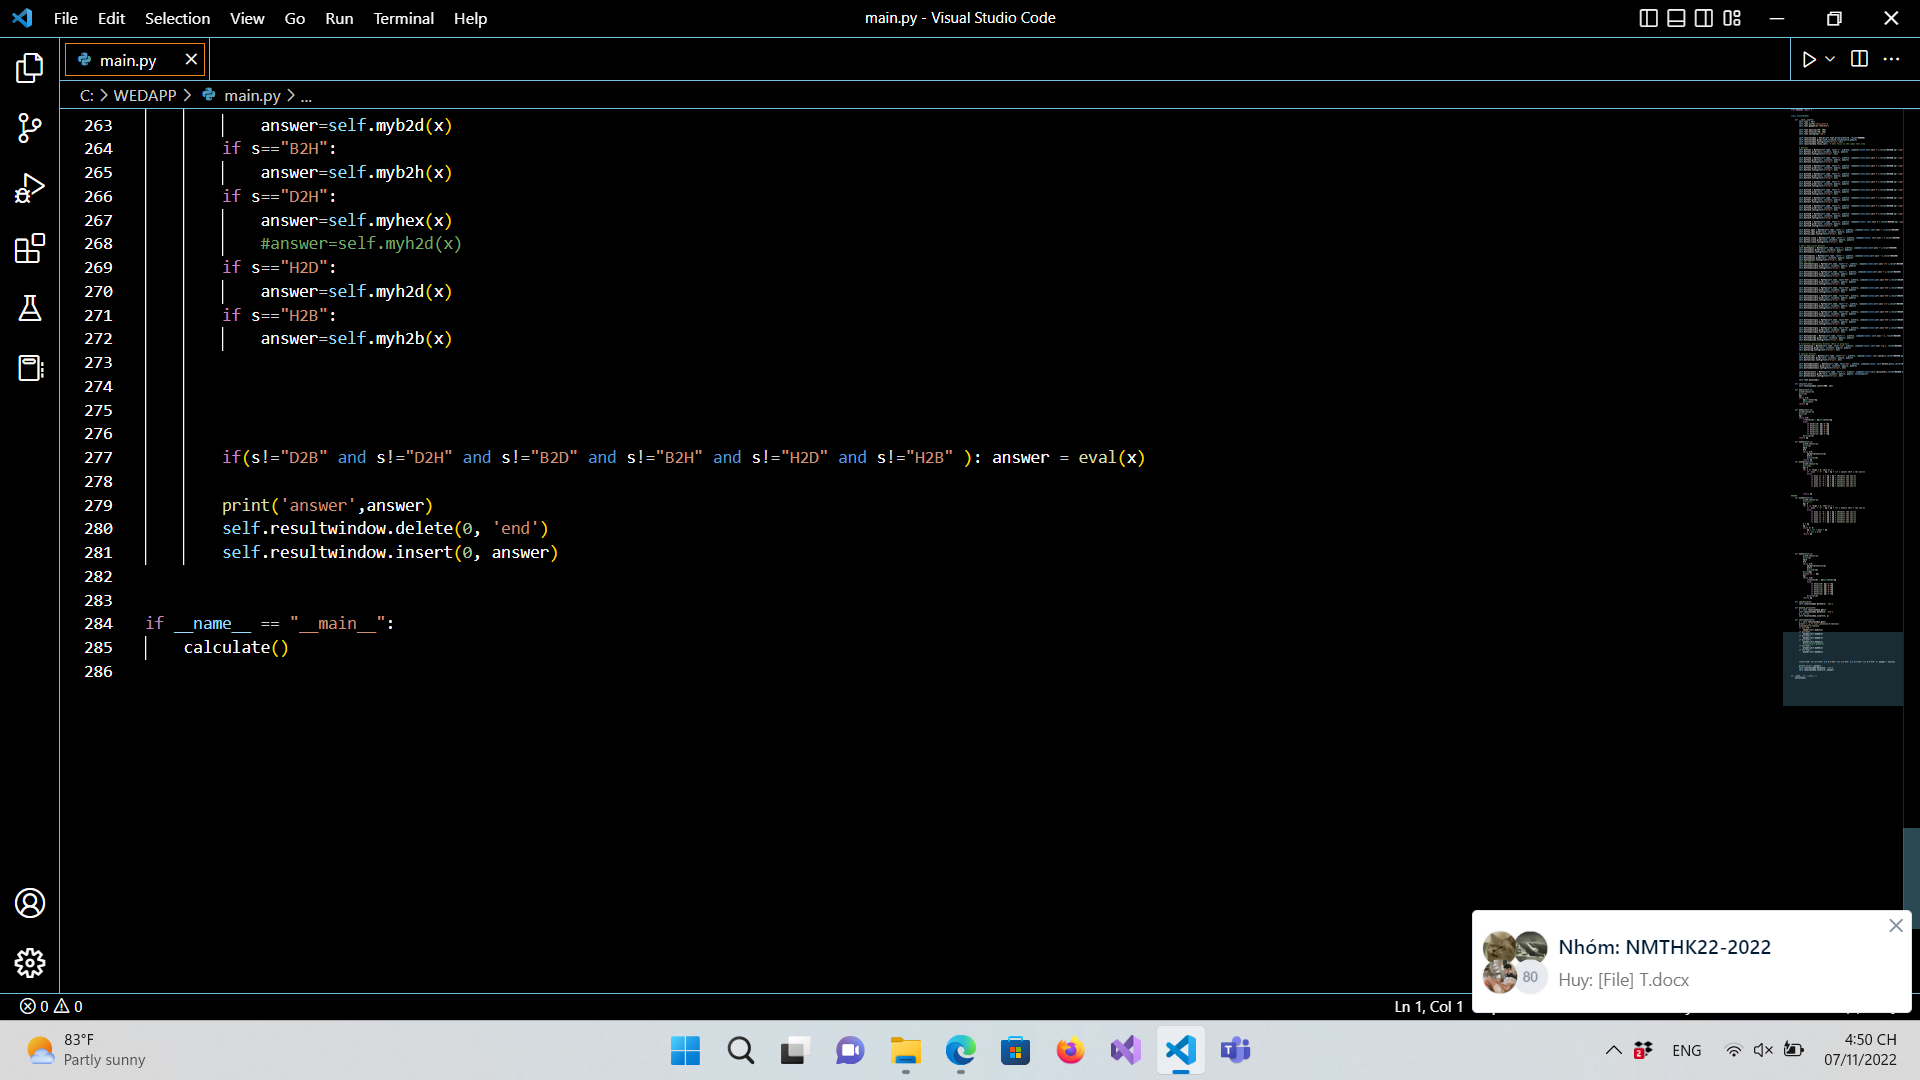 File Edit Selection View Go Run Terminal Help
main.py - Visual Studio Code
main.py
C: > WEDAPP > main.py > ...
263 answer=self.myb2d(x)
264 if s=="B2H":
265 answer=self.myb2h(x)
266 if s=="D2H":
267 answer=self.myhex(x)
268 #answer=self.myh2d(x)
269 if s=="H2D":
270 answer=self.myh2d(x)
271 if s=="H2B":
272 answer=self.myh2b(x)
273
274
275
276
277 if(s!="D2B" and s!="D2H" and s!="B2D" and s!="B2H" and s!="H2D" and s!="H2B" ): answer = eval(x)
278
279 print('answer',answer)
280 self.resultwindow.delete(0, 'end')
281 self.resultwindow.insert(0, answer)
282
283
284 if __name__ == "__main__":
285 calculate()
286
Nhóm: NMTHK22-2022
80
Huy: [File] T.docx
0 0
Ln 1, Col 1
83°F
Partly sunny
2
ENG
4:50 CH
07/11/2022